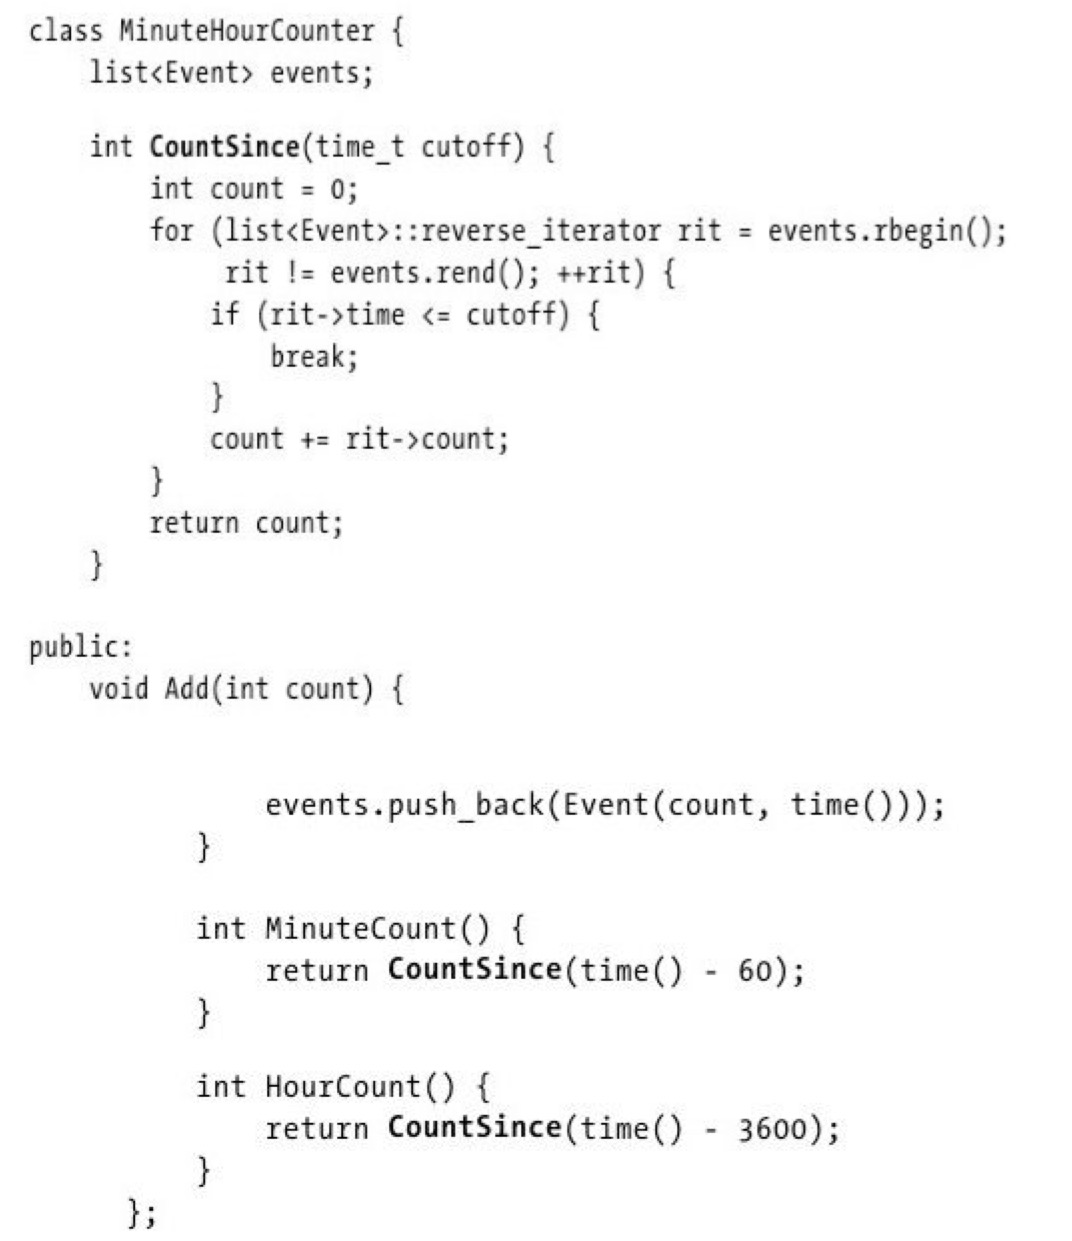 class MinuteHourCounter {
    list<Event> events;

    int CountSince(time_t cutoff) {
        int count = 0;
        for (list<Event>::reverse_iterator rit = events.rbegin();
             rit != events.rend(); ++rit) {
            if (rit->time <= cutoff) {
                break;
            }
            count += rit->count;
        }
        return count;
    }

public:
    void Add(int count) {
        events.push_back(Event(count, time()));
    }

    int MinuteCount() {
        return CountSince(time() - 60);
    }

    int HourCount() {
        return CountSince(time() - 3600);
    }
};